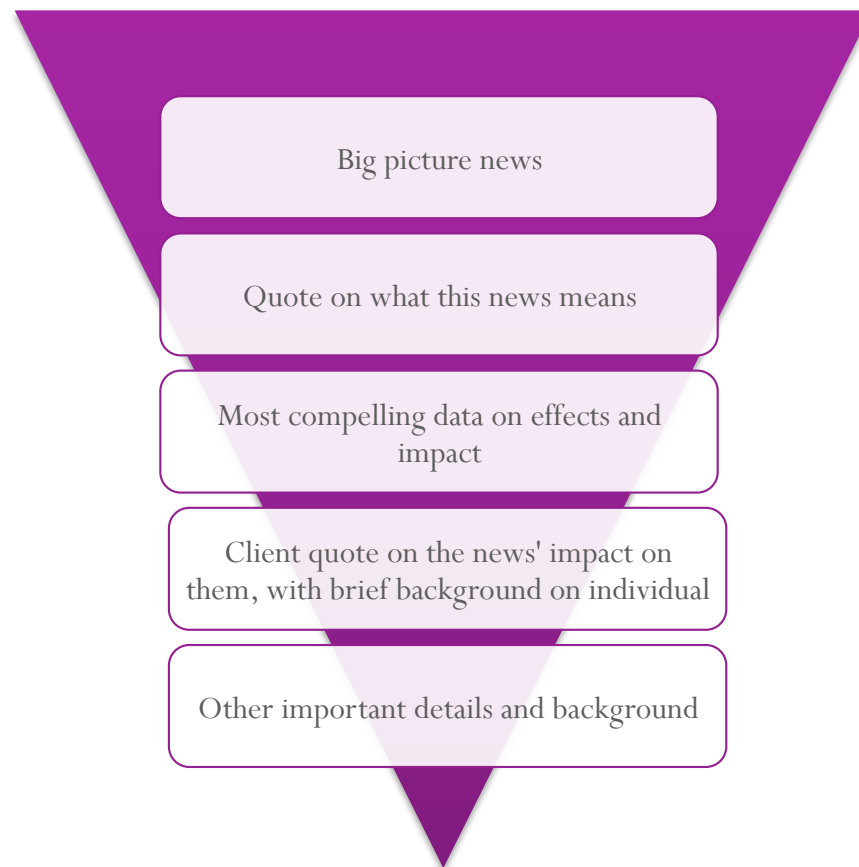 Big picture news
Quote on what this news means
Most compelling data on effects and
impact
Client quote on the news' impact on
them, with brief background on individual
Other important details and background